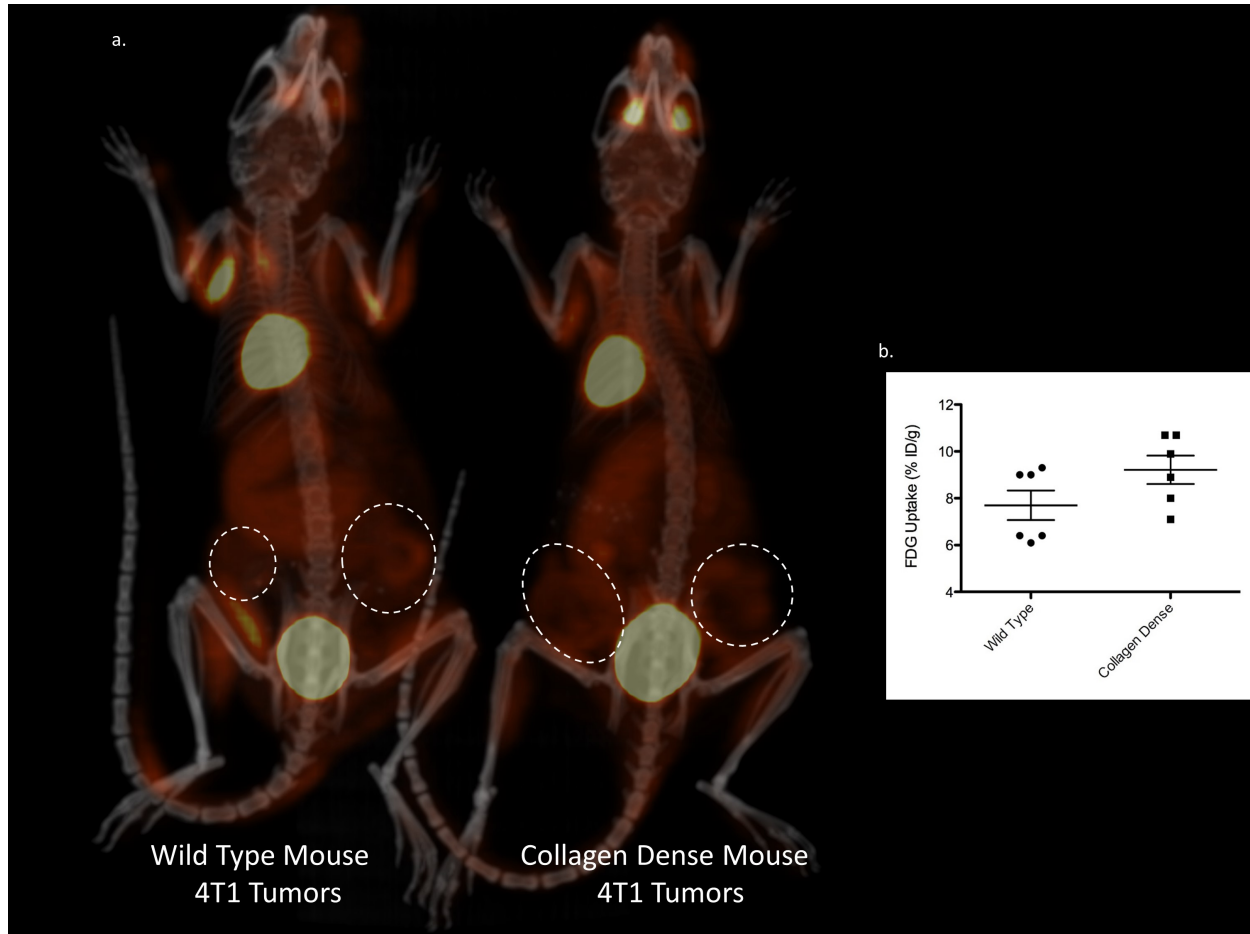 a.
Wild Type Mouse
4T1 Tumors
Collagen Dense Mouse
4T1 Tumors
b.
12
10
8
6
4
FDG Uptake (% ID/g)
Wild Type
Collagen Dense